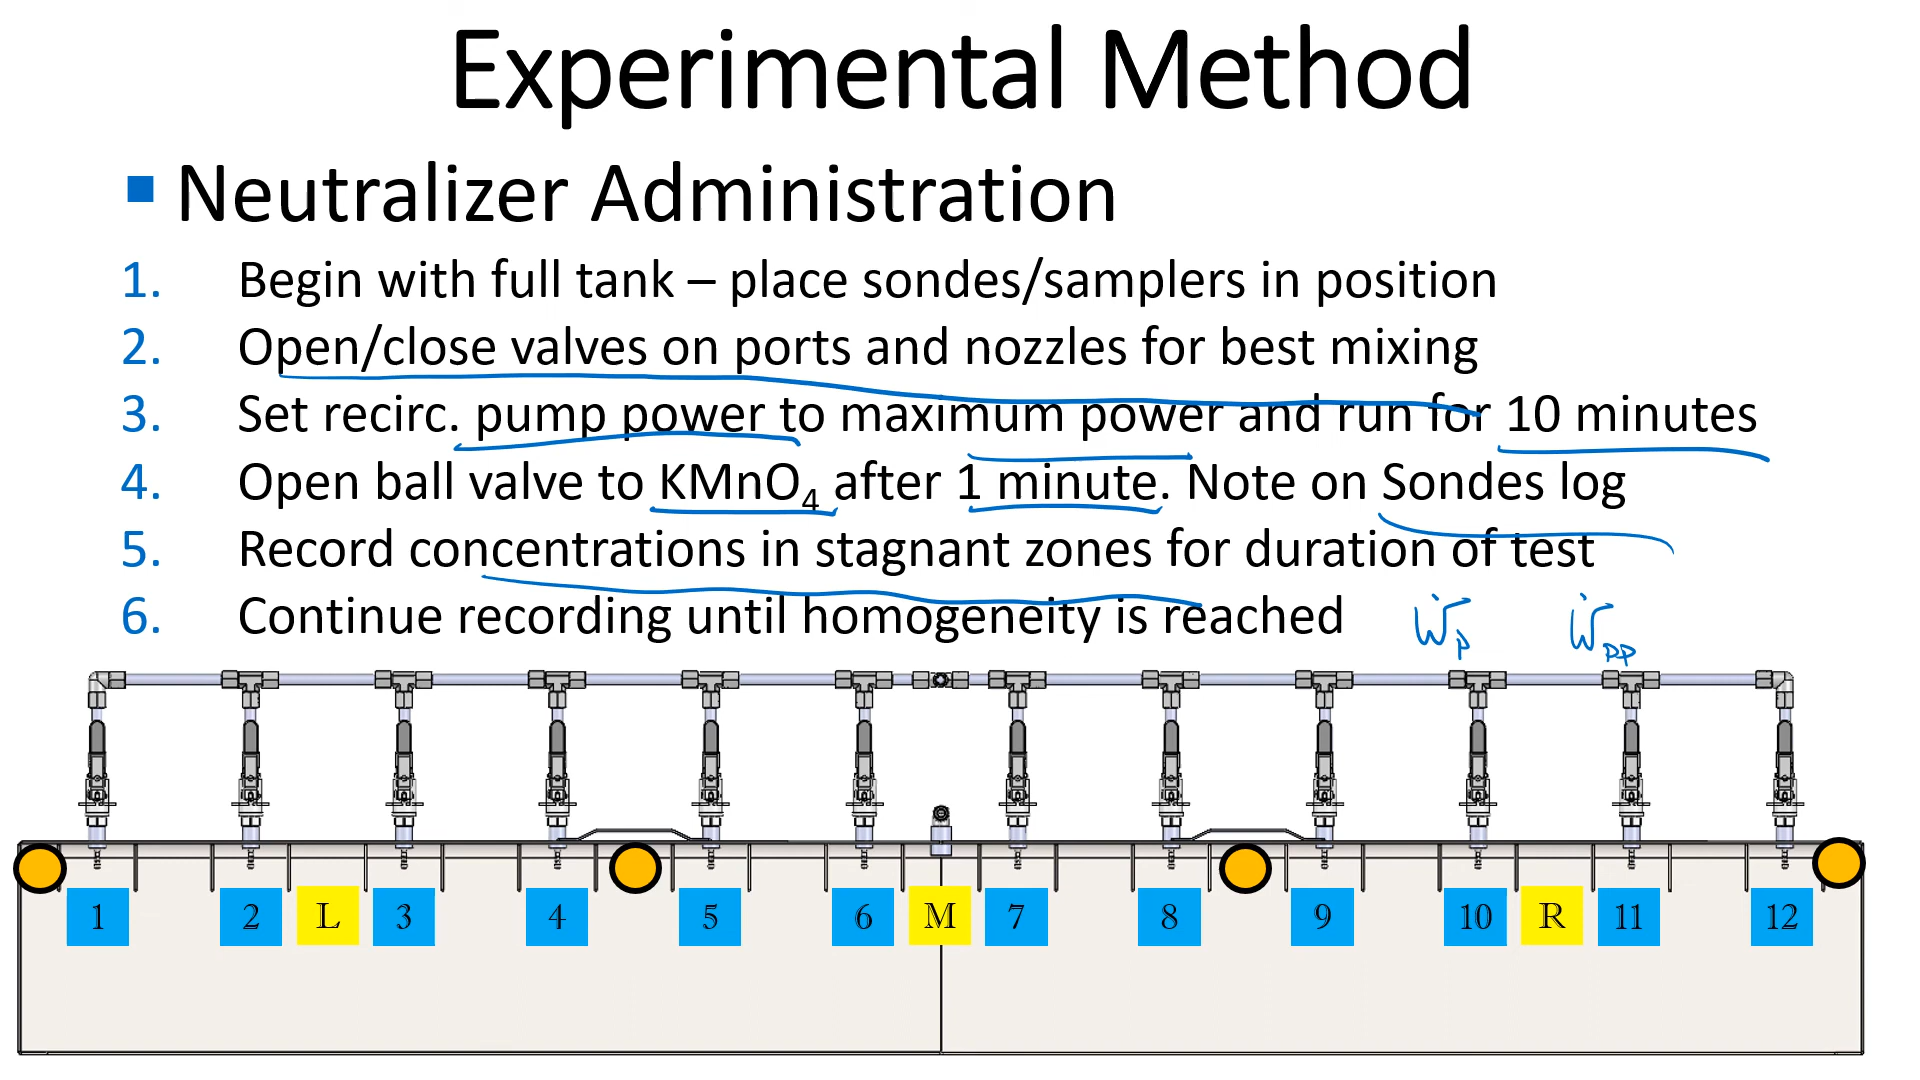 Experimental Method
Neutralizer Administration
1. Begin with full tank – place sondes/samplers in position
2. Open/close valves on ports and nozzles for best mixing
3. Set recirc. pump power to maximum power and run for 10 minutes
4. Open ball valve to KMnO₄ after 1 minute. Note on Sondes log
5. Record concentrations in stagnant zones for duration of test
6. Continue recording until homogeneity is reached
Ẇp Ẇpp
1 2 L 3 4 5 6 M 7 8 9 10 R 11 12